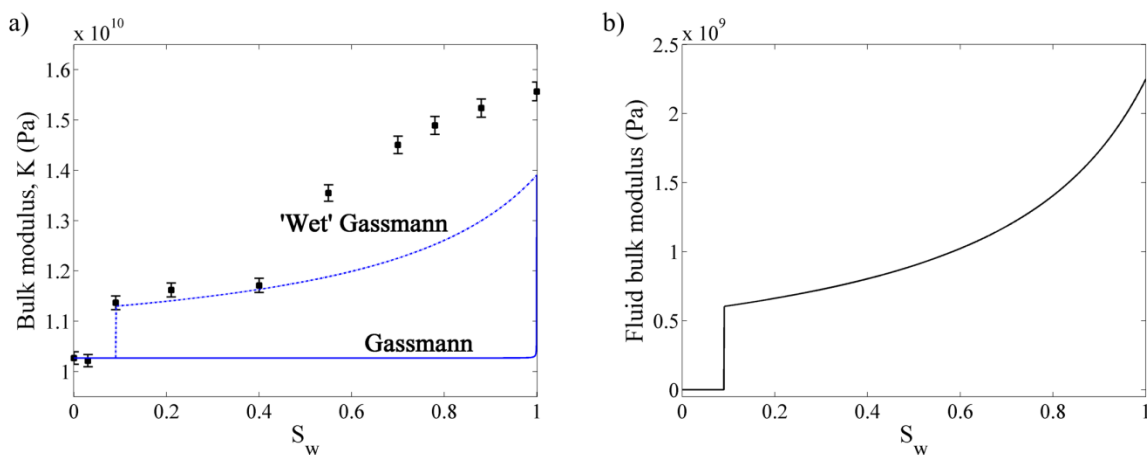 a)
x 10^10
1.6
1.5
1.4
1.3
1.2
1.1
1
Bulk modulus, K (Pa)
'Wet' Gassmann
Gassmann
0 0.2 0.4 0.6 0.8 1
S_w
b)
x 10^9
2.5
2
1.5
1
0.5
0
Fluid bulk modulus (Pa)
0 0.2 0.4 0.6 0.8 1
S_w